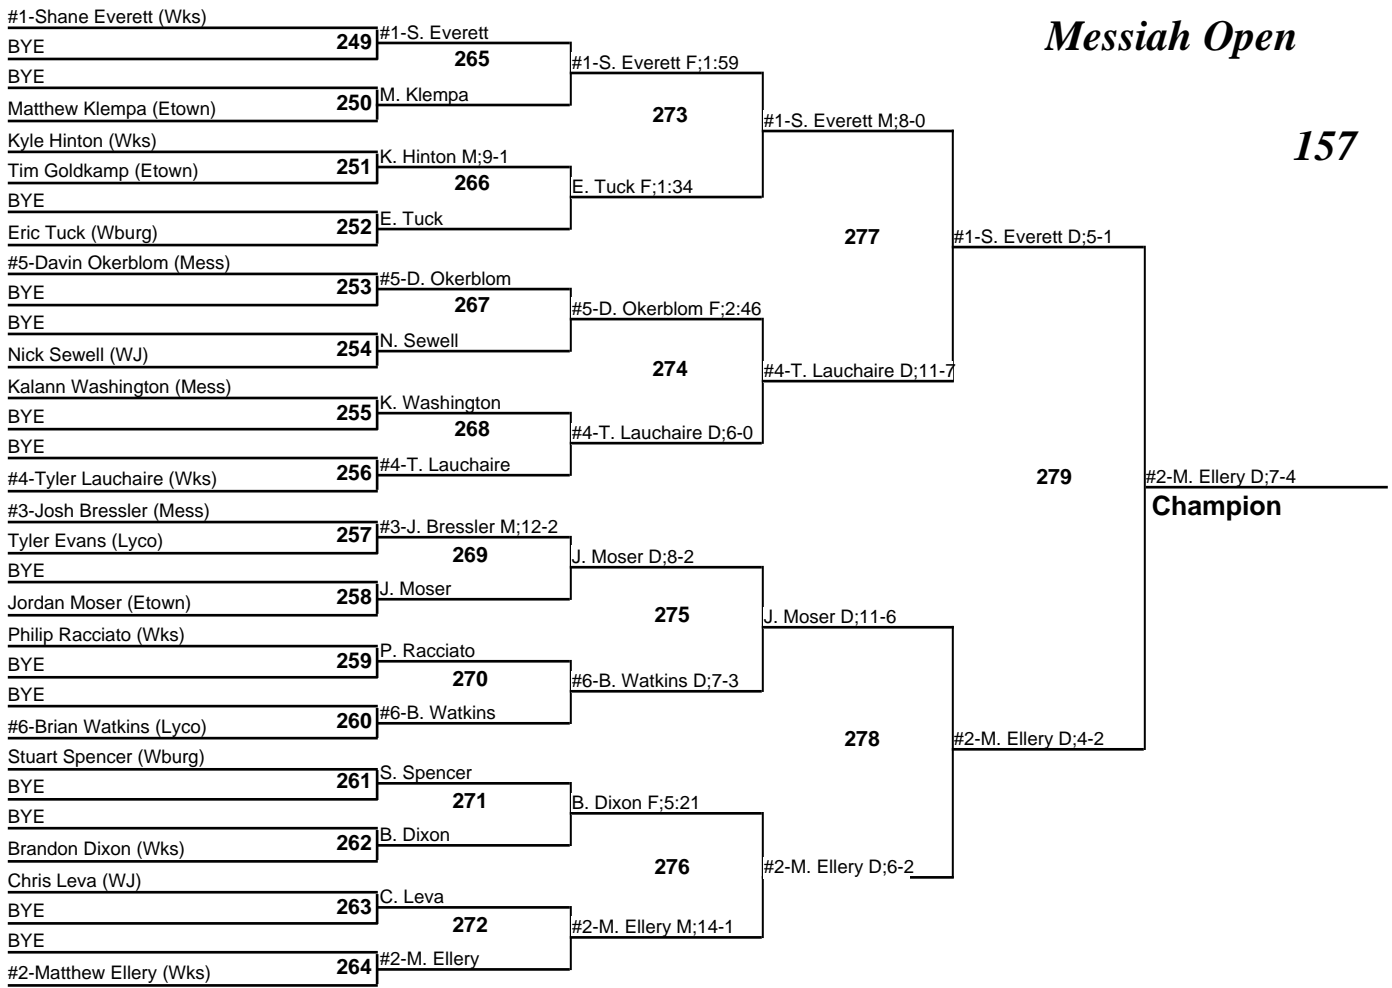 Messiah Open
157
#1-Shane Everett (Wks)
BYE
BYE
Matthew Klempa (Etown)
Kyle Hinton (Wks)
Tim Goldkamp (Etown)
BYE
Eric Tuck (Wburg)
#5-Davin Okerblom (Mess)
BYE
BYE
Nick Sewell (WJ)
Kalann Washington (Mess)
BYE
BYE
#4-Tyler Lauchaire (Wks)
#3-Josh Bressler (Mess)
Tyler Evans (Lyco)
BYE
Jordan Moser (Etown)
Philip Racciato (Wks)
BYE
BYE
#6-Brian Watkins (Lyco)
Stuart Spencer (Wburg)
BYE
BYE
Brandon Dixon (Wks)
Chris Leva (WJ)
BYE
BYE
#2-Matthew Ellery (Wks)
249
250
251
252
253
254
255
256
257
258
259
260
261
262
263
264
#1-S. Everett
265
M. Klempa
K. Hinton M;9-1
266
E. Tuck
#5-D. Okerblom
267
N. Sewell
K. Washington
268
#4-T. Lauchaire
#3-J. Bressler M;12-2
269
J. Moser
P. Racciato
270
#6-B. Watkins
S. Spencer
271
B. Dixon
C. Leva
272
#2-M. Ellery
#1-S. Everett F;1:59
273
E. Tuck F;1:34
#5-D. Okerblom F;2:46
274
#4-T. Lauchaire D;6-0
J. Moser D;8-2
275
#6-B. Watkins D;7-3
B. Dixon F;5:21
276
#2-M. Ellery M;14-1
#1-S. Everett M;8-0
277
#4-T. Lauchaire D;11-7
J. Moser D;11-6
278
#2-M. Ellery D;6-2
#1-S. Everett D;5-1
279
#2-M. Ellery D;4-2
#2-M. Ellery D;7-4
Champion